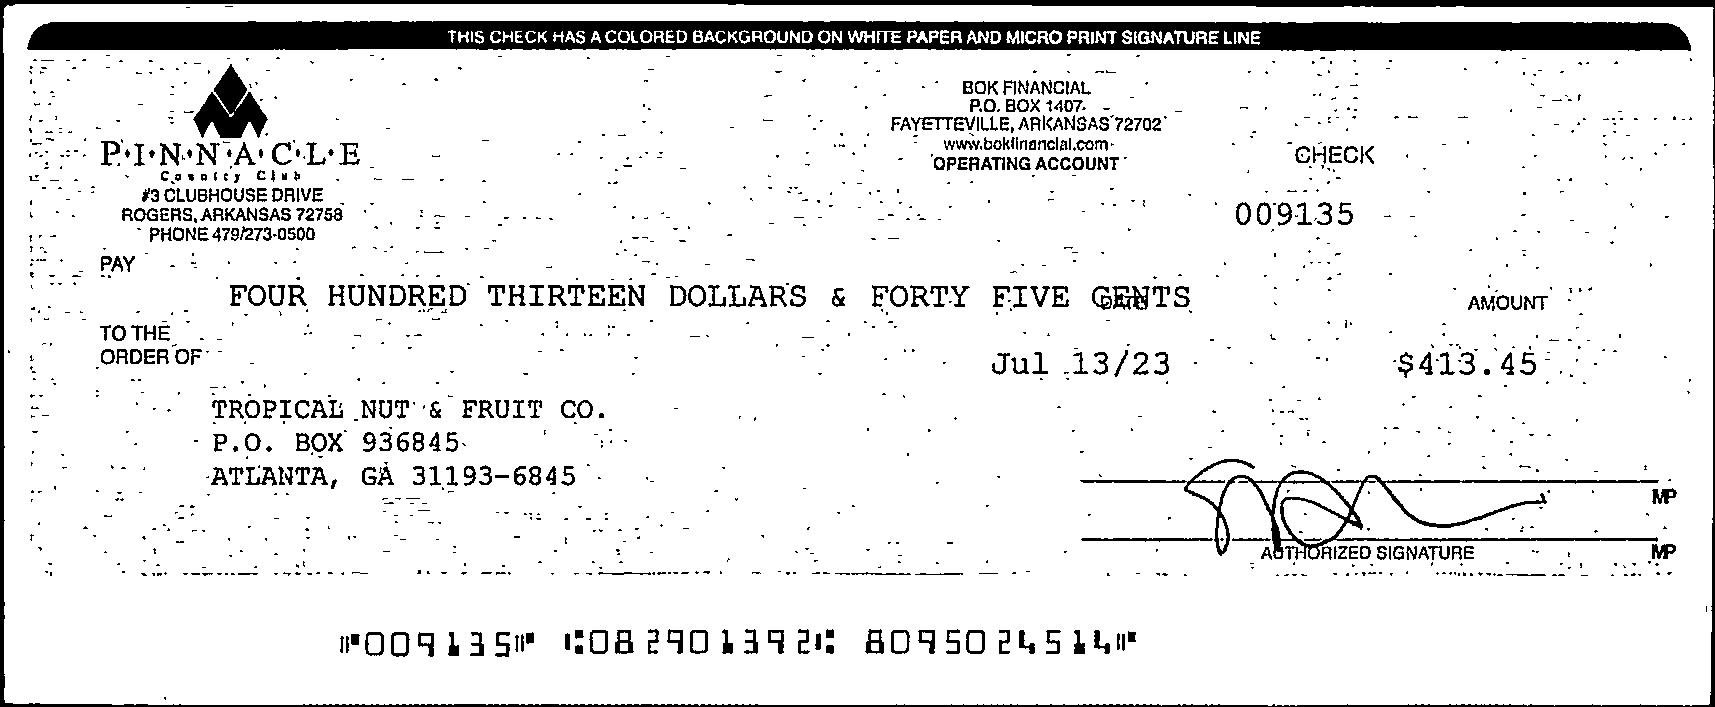 THIS CHECK HAS A COLORED BACKGROUND ON WHITE PAPER AND MICRO PRINT SIGNATURE LINE
P·I·N·N·A·C·L·E
Country Club
#3 CLUBHOUSE DRIVE
ROGERS, ARKANSAS 72758
PHONE 479/273-0500
BOK FINANCIAL
P.O. BOX 1407
FAYETTEVILLE, ARKANSAS 72702
www.bokfinancial.com
OPERATING ACCOUNT
CHECK
009135
PAY
FOUR HUNDRED THIRTEEN DOLLARS & FORTY FIVE CENTS
DATE
AMOUNT
TO THE
ORDER OF
Jul 13/23
$413.45
TROPICAL NUT & FRUIT CO.
P.O. BOX 936845
ATLANTA, GA 31193-6845
MP
AUTHORIZED SIGNATURE
MP
⑈009135⑈ ⑆082901392⑆ 8095024514⑈